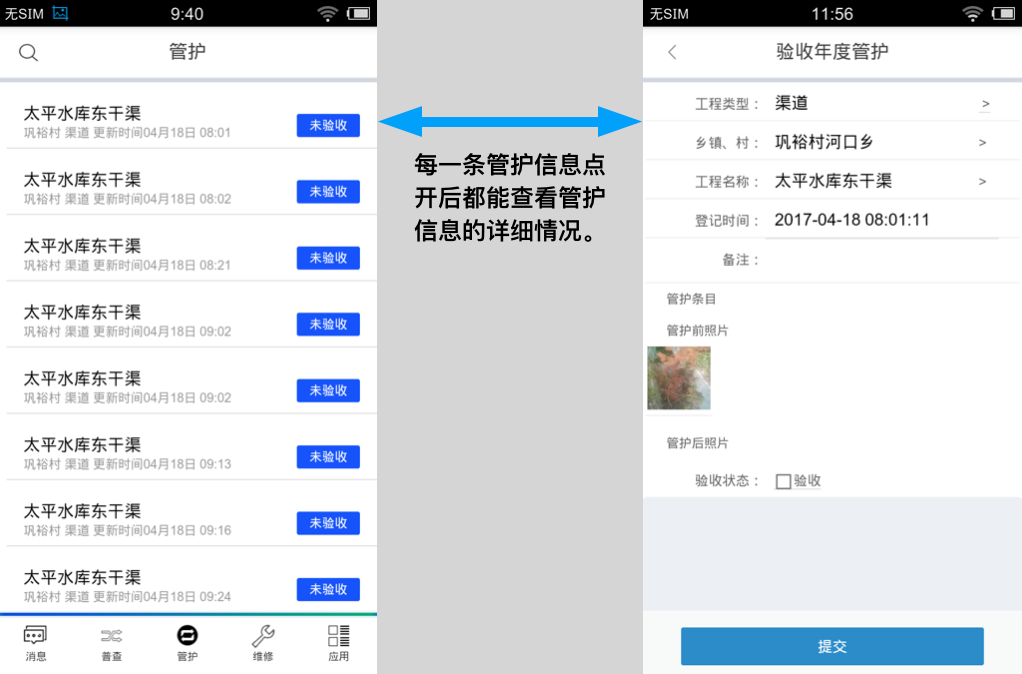 无SIM
9:40
管护
太平水库东干渠
巩裕村 渠道 更新时间04月18日 08:01
未验收
太平水库东干渠
巩裕村 渠道 更新时间04月18日 08:02
未验收
太平水库东干渠
巩裕村 渠道 更新时间04月18日 08:21
未验收
太平水库东干渠
巩裕村 渠道 更新时间04月18日 09:02
未验收
太平水库东干渠
巩裕村 渠道 更新时间04月18日 09:02
未验收
太平水库东干渠
巩裕村 渠道 更新时间04月18日 09:13
未验收
太平水库东干渠
巩裕村 渠道 更新时间04月18日 09:16
未验收
太平水库东干渠
巩裕村 渠道 更新时间04月18日 09:24
未验收
消息
普查
管护
维修
应用
每一条管护信息点
开后都能查看管护
信息的详细情况。
无SIM
11:56
验收年度管护
工程类型： 渠道 >
乡镇、村： 巩裕村河口乡 >
工程名称： 太平水库东干渠 >
登记时间： 2017-04-18 08:01:11
备注：
管护条目
管护前照片
管护后照片
验收状态： 验收
提交